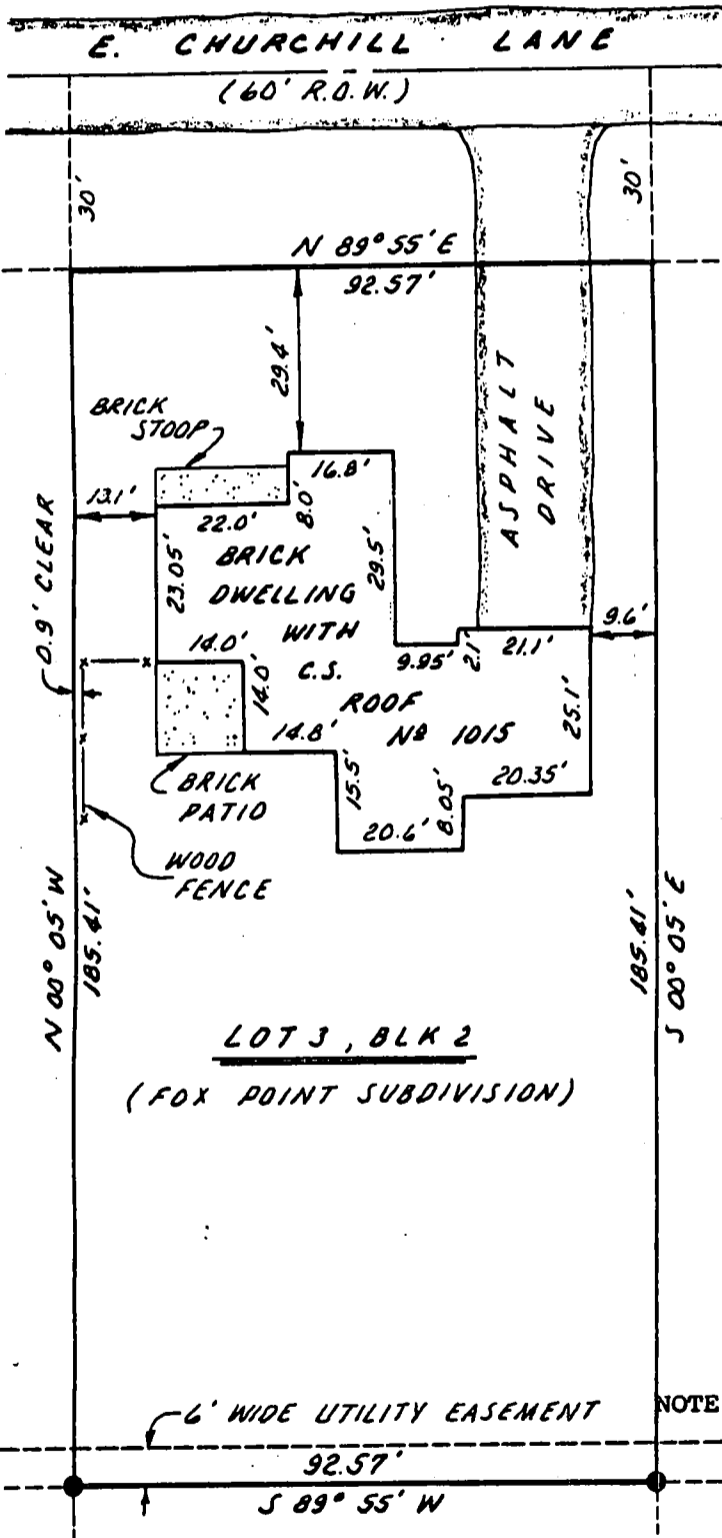 E. CHURCHILL LANE
(60' R.O.W.)
30'
30'
N 89° 55' E
92.57'
29.4'
BRICK
STOOP
ASPHALT
DRIVE
16.8'
13.1'
22.0'
8.0'
0.9' CLEAR
23.05'
BRICK
DWELLING
WITH
C.S.
ROOF
Nº 1015
29.5'
9.6'
14.0'
9.95'
2.1'
21.1'
14.0'
25.1'
14.8'
15.5'
20.35'
8.05'
20.6'
BRICK
PATIO
WOOD
FENCE
N 00° 05' W
185.41'
185.41'
S 00° 05' E
LOT 3, BLK 2
(FOX POINT SUBDIVISION)
6' WIDE UTILITY EASEMENT
NOTE
92.57'
S 89° 55' W